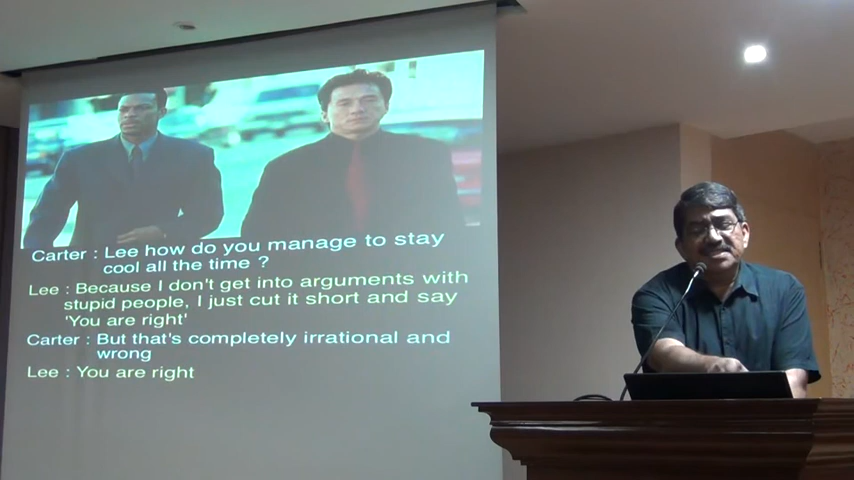 Carter : Lee how do you manage to stay
cool all the time ?
Lee : Because I don't get into arguments with
stupid people, I just cut it short and say
'You are right'
Carter : But that's completely irrational and
wrong
Lee : You are right